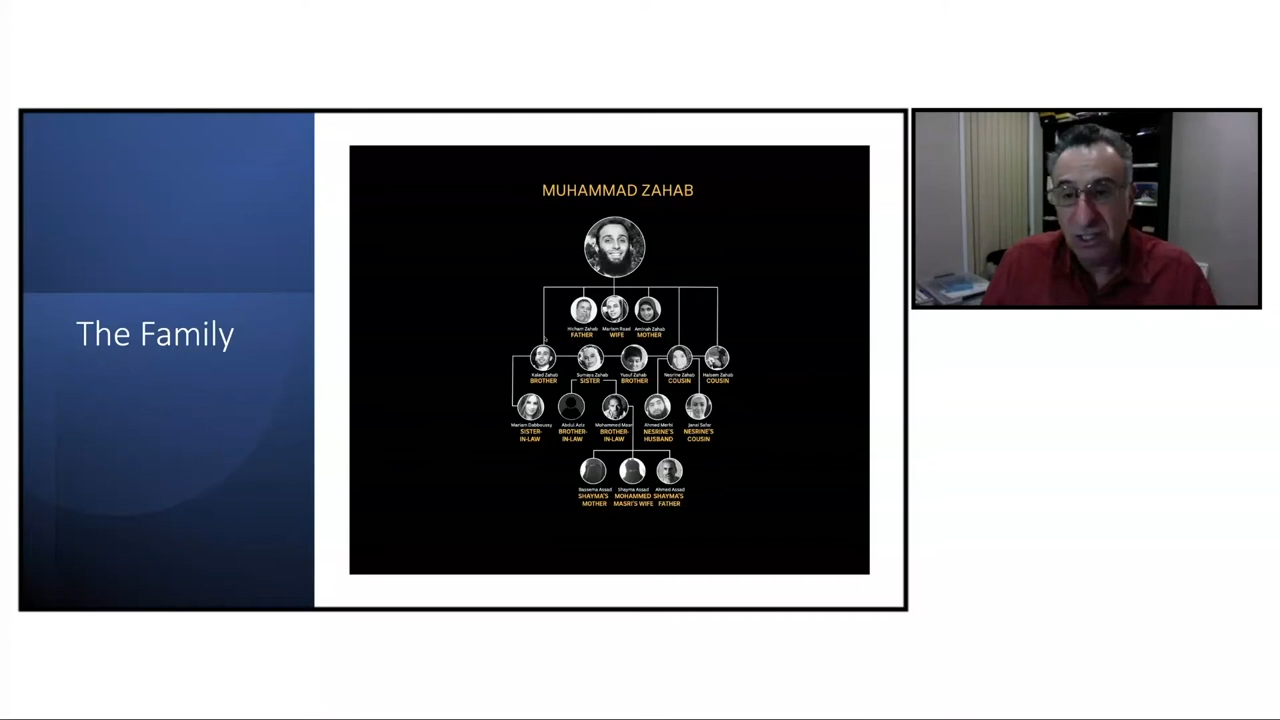 The Family
MUHAMMAD ZAHAB
Hicham Zahab
FATHER
Mariam Raad
WIFE
Aminah Zahab
MOTHER
Kaled Zahab
BROTHER
Sumaya Zahab
SISTER
Yusuf Zahab
BROTHER
Nesrine Zahab
COUSIN
Haisem Zahab
COUSIN
Mariam Dabboussy
SISTER-
IN-LAW
Abdul Aziz
BROTHER-
IN-LAW
Mohammed Masri
BROTHER-
IN-LAW
Ahmed Merhi
NESRINE'S
HUSBAND
Janai Safar
NESRINE'S
COUSIN
Bassema Assad
SHAYMA'S
MOTHER
Shayma Assad
MOHAMMED
MASRI'S WIFE
Ahmed Assad
SHAYMA'S
FATHER